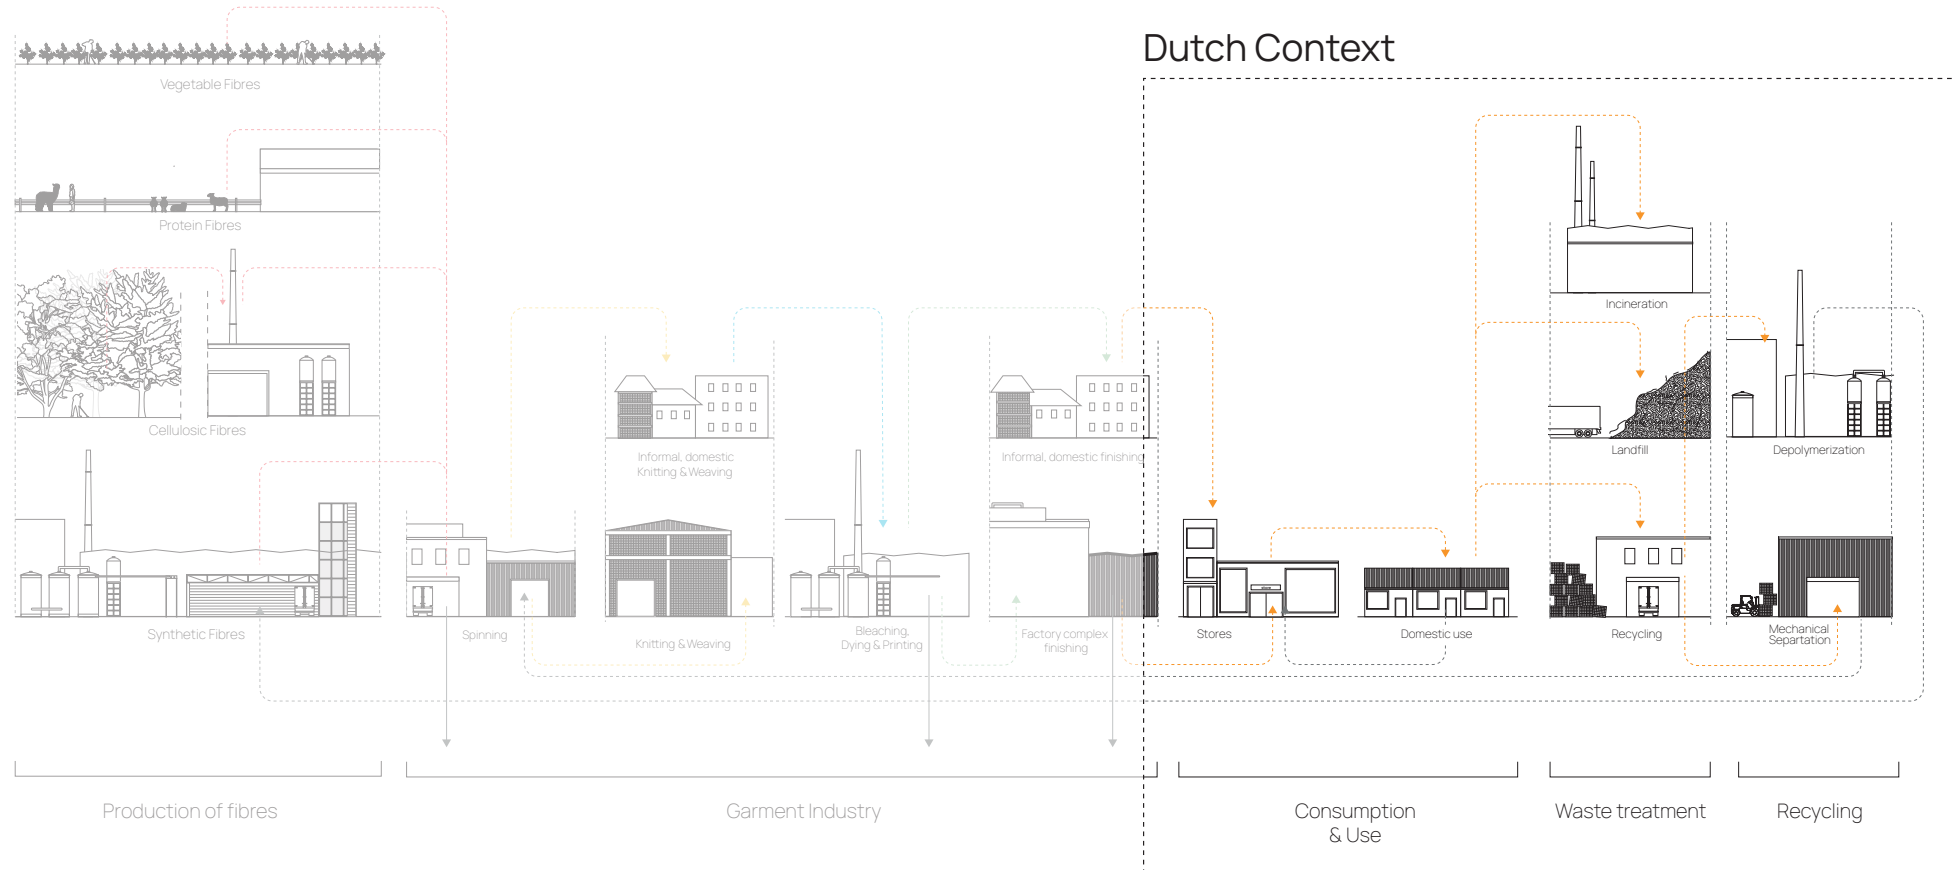 Dutch Context
Vegetable Fibres
Protein Fibres
Cellulosic Fibres
Synthetic Fibres
Spinning
Informal, domestic
Knitting & Weaving
Knitting & Weaving
Bleaching,
Dying & Printing
Informal, domestic finishing
Factory complex
finishing
Stores
Domestic use
Incineration
Landfill
Recycling
Depolymerization
Mechanical
Separtation
Production of fibres
Garment Industry
Consumption
& Use
Waste treatment
Recycling